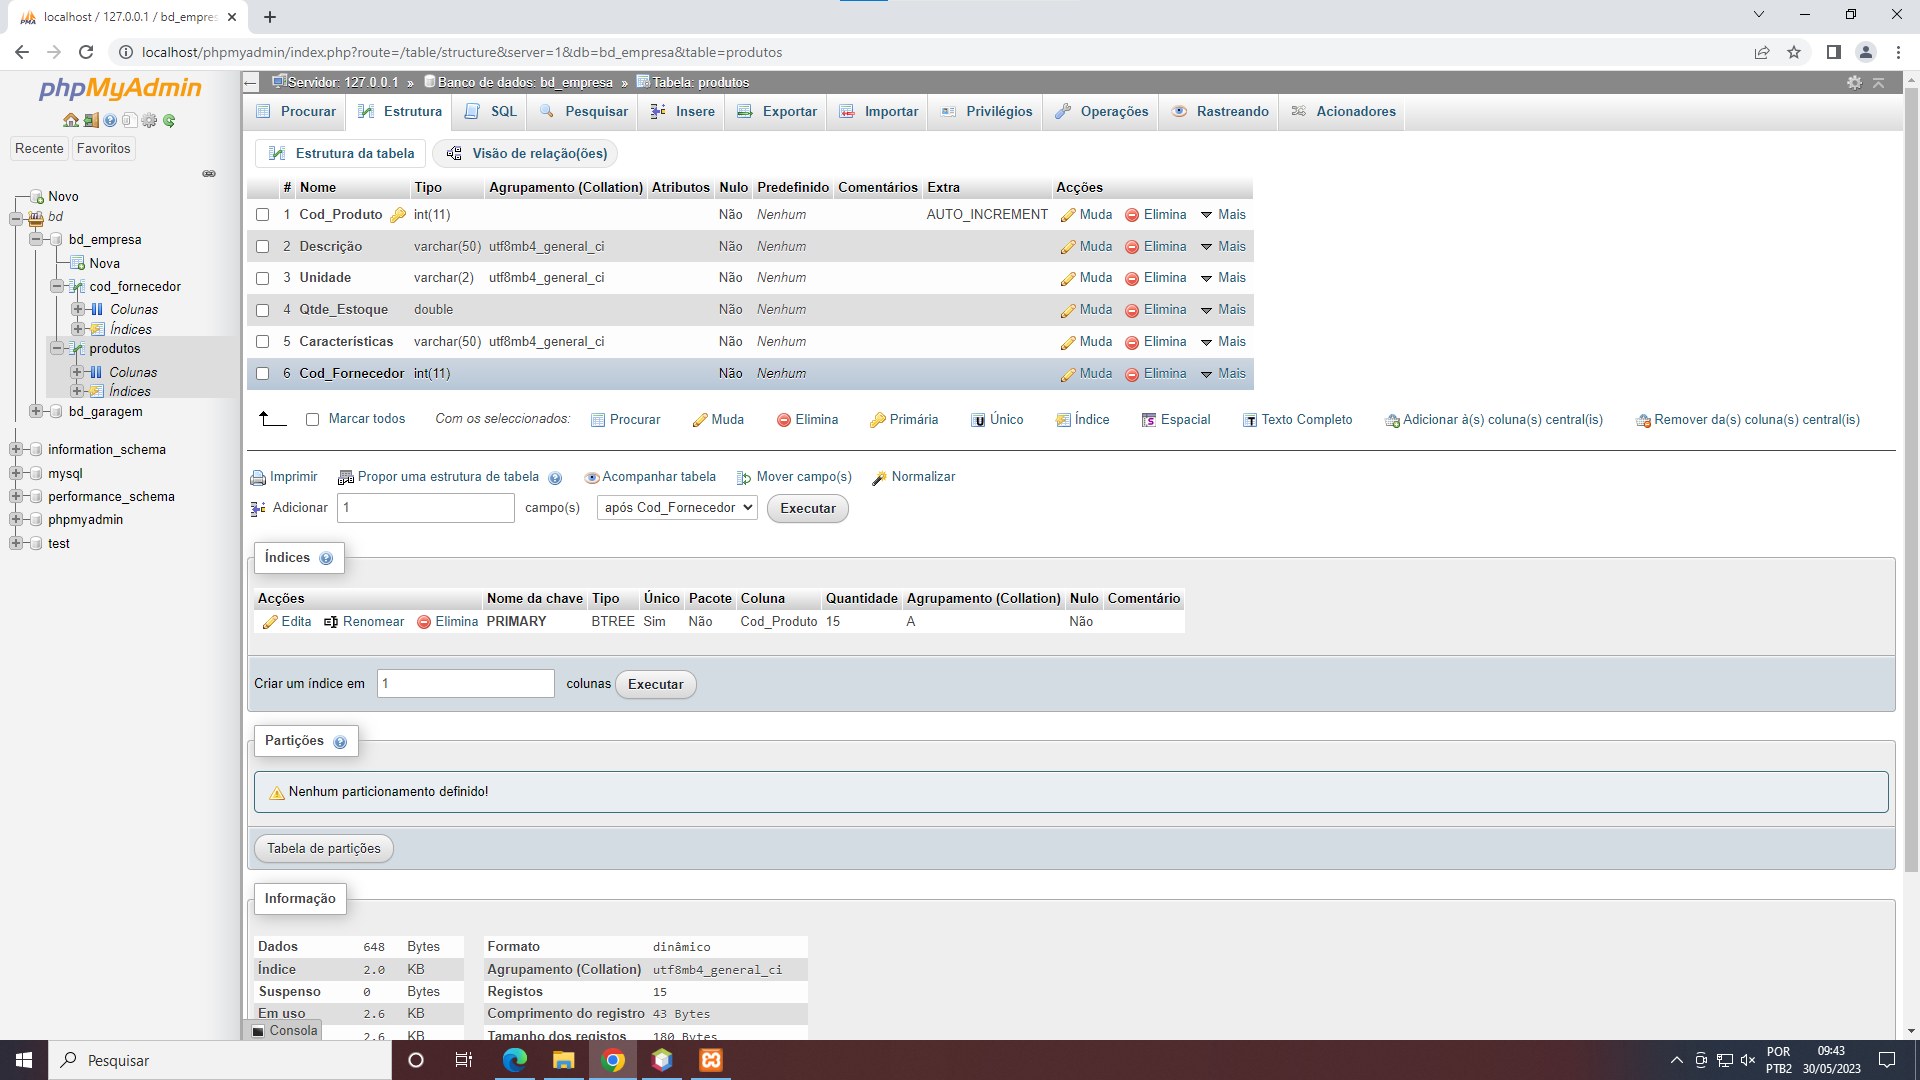 localhost / 127.0.0.1 / bd_empres
localhost/phpmyadmin/index.php?route=/table/structure&server=1&db=bd_empresa&table=produtos
phpMyAdmin
Recente Favoritos
Novo
bd
bd_empresa
Nova
cod_fornecedor
Colunas
Índices
produtos
Colunas
Índices
bd_garagem
information_schema
mysql
performance_schema
phpmyadmin
test
Servidor: 127.0.0.1 » Banco de dados: bd_empresa » Tabela: produtos
Procurar Estrutura SQL Pesquisar Insere Exportar Importar Privilégios Operações Rastreando Acionadores
Estrutura da tabela Visão de relação(ões)
# Nome Tipo Agrupamento (Collation) Atributos Nulo Predefinido Comentários Extra Acções
1 Cod_Produto int(11) Não Nenhum AUTO_INCREMENT Muda Elimina Mais
2 Descrição varchar(50) utf8mb4_general_ci Não Nenhum Muda Elimina Mais
3 Unidade varchar(2) utf8mb4_general_ci Não Nenhum Muda Elimina Mais
4 Qtde_Estoque double Não Nenhum Muda Elimina Mais
5 Características varchar(50) utf8mb4_general_ci Não Nenhum Muda Elimina Mais
6 Cod_Fornecedor int(11) Não Nenhum Muda Elimina Mais
Marcar todos Com os seleccionados: Procurar Muda Elimina Primária Único Índice Espacial Texto Completo Adicionar à(s) coluna(s) central(is) Remover da(s) coluna(s) central(is)
Imprimir Propor uma estrutura de tabela Acompanhar tabela Mover campo(s) Normalizar
Adicionar 1 campo(s) após Cod_Fornecedor Executar
Índices
Acções Nome da chave Tipo Único Pacote Coluna Quantidade Agrupamento (Collation) Nulo Comentário
Edita Renomear Elimina PRIMARY BTREE Sim Não Cod_Produto 15 A Não
Criar um índice em 1 colunas Executar
Partições
Nenhum particionamento definido!
Tabela de partições
Informação
Dados 648 Bytes Formato dinâmico
Índice 2.0 KB Agrupamento (Collation) utf8mb4_general_ci
Suspenso 0 Bytes Registos 15
Em uso 2.6 KB Comprimento do registro 43 Bytes
2.6 KB Tamanho dos registos 180 Bytes
Consola
Pesquisar
POR
PTB2
09:43
30/05/2023